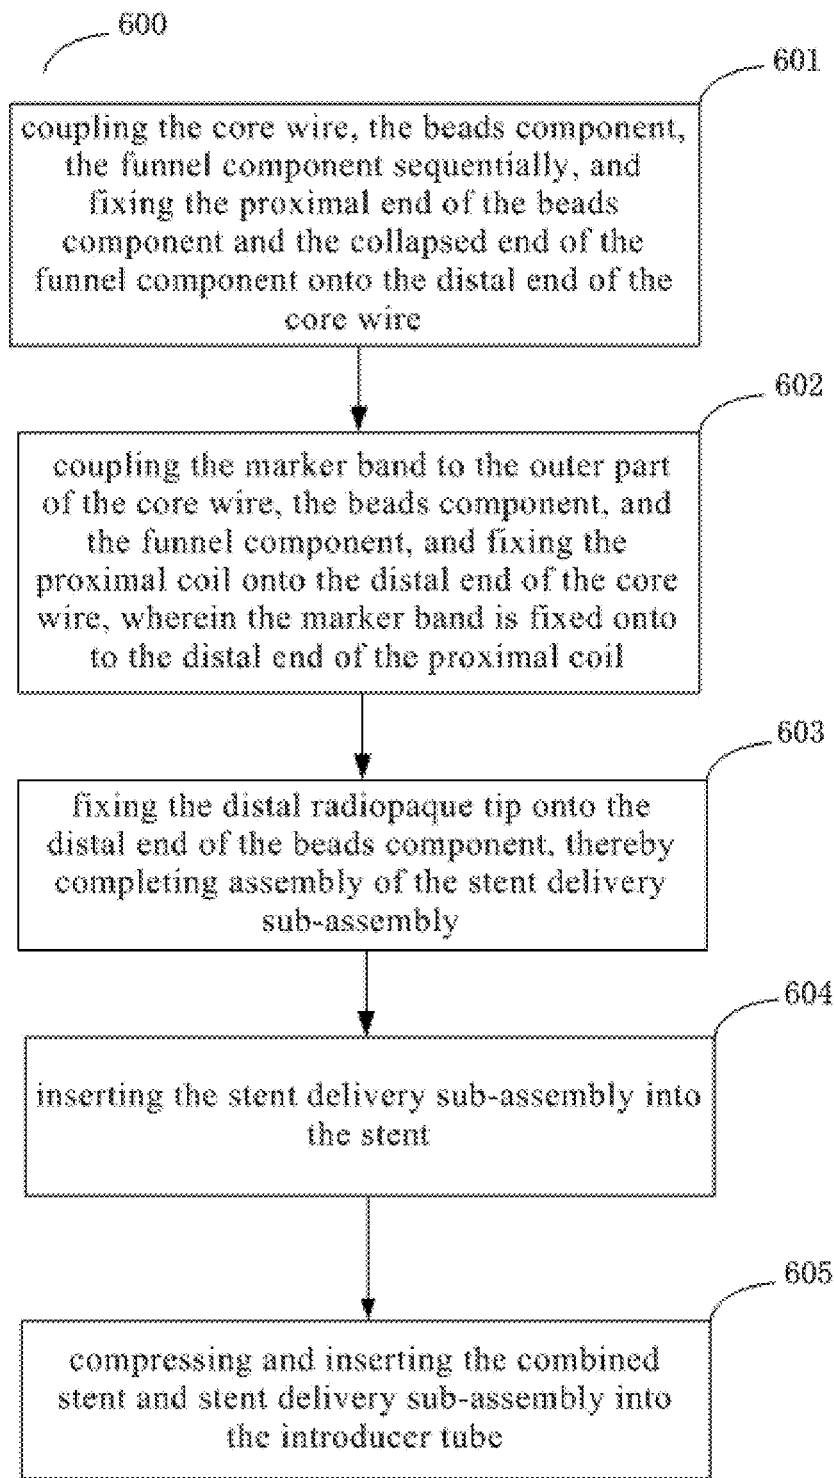 600
601
coupling the core wire, the beads component,
the funnel component sequentially, and
fixing the proximal end of the beads
component and the collapsed end of the
funnel component onto the distal end of the
core wire
602
coupling the marker band to the outer part
of the core wire, the beads component, and
the funnel component, and fixing the
proximal coil onto the distal end of the core
wire, wherein the marker band is fixed onto
to the distal end of the proximal coil
603
fixing the distal radiopaque tip onto the
distal end of the beads component, thereby
completing assembly of the stent delivery
sub-assembly
604
inserting the stent delivery sub-assembly into
the stent
605
compressing and inserting the combined
stent and stent delivery sub-assembly into
the introducer tube